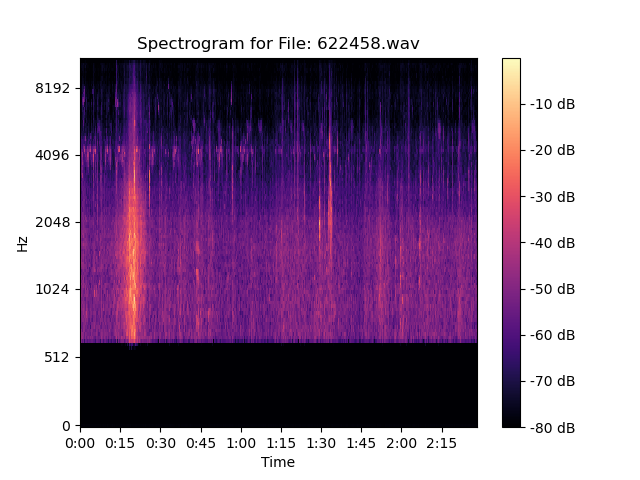 Spectrogram for File: 622458.wav
8192
4096
2048
1024
512
0
Hz
0:00 0:15 0:30 0:45 1:00 1:15 1:30 1:45 2:00 2:15
Time
-10 dB
-20 dB
-30 dB
-40 dB
-50 dB
-60 dB
-70 dB
-80 dB